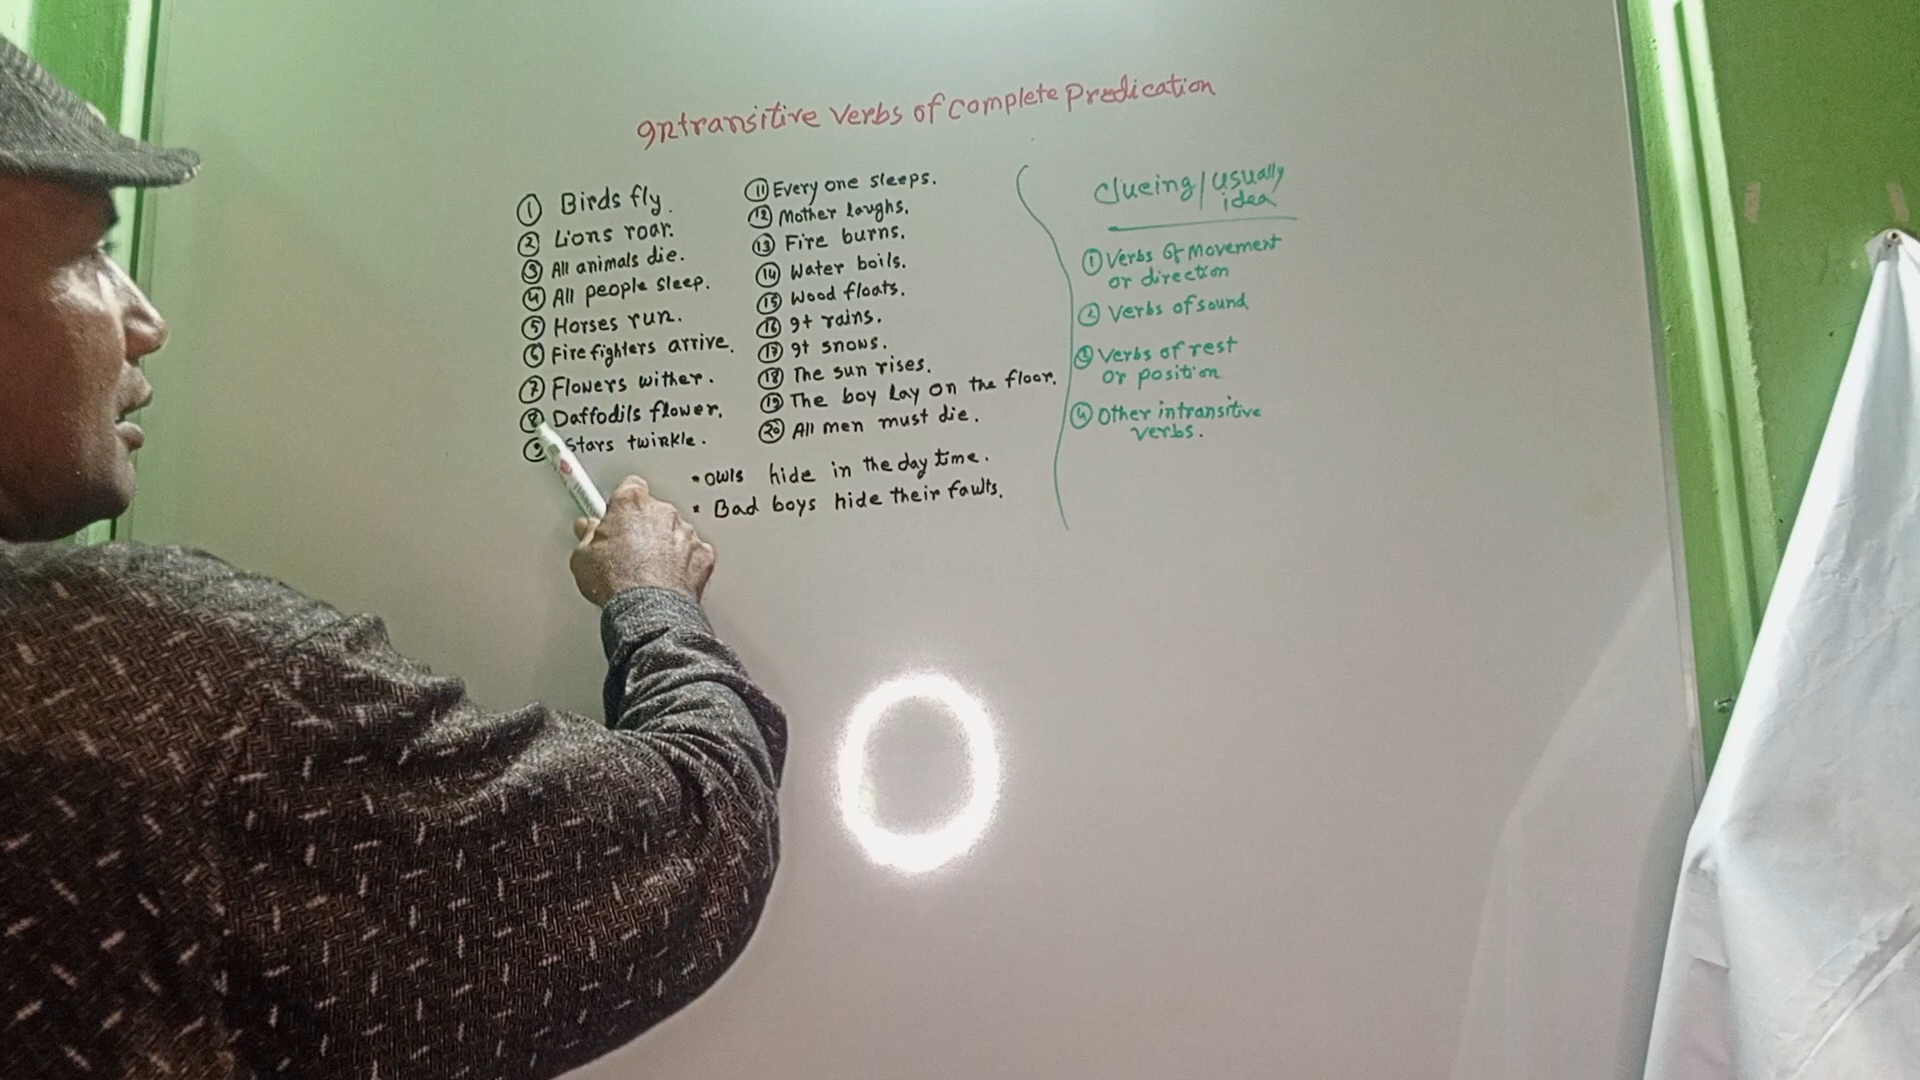 Intransitive Verbs of Complete Predication
① Birds fly.
② Lions roar.
③ All animals die.
④ All people sleep.
⑤ Horses run.
⑥ Firefighters arrive.
⑦ Flowers wither.
⑧ Daffodils flower.
⑨ Stars twinkle.
⑪ Every one sleeps.
⑫ Mother laughs.
⑬ Fire burns.
⑭ Water boils.
⑮ Wood floats.
⑯ It rains.
⑰ It snows.
⑱ The sun rises.
⑲ The boy lay on the floor.
⑳ All men must die.
* Owls hide in the day time.
* Bad boys hide their faults.
Clueing/usually
idea
① Verbs of movement
or direction
② Verbs of sound
③ Verbs of rest
or position
④ Other intransitive
verbs.